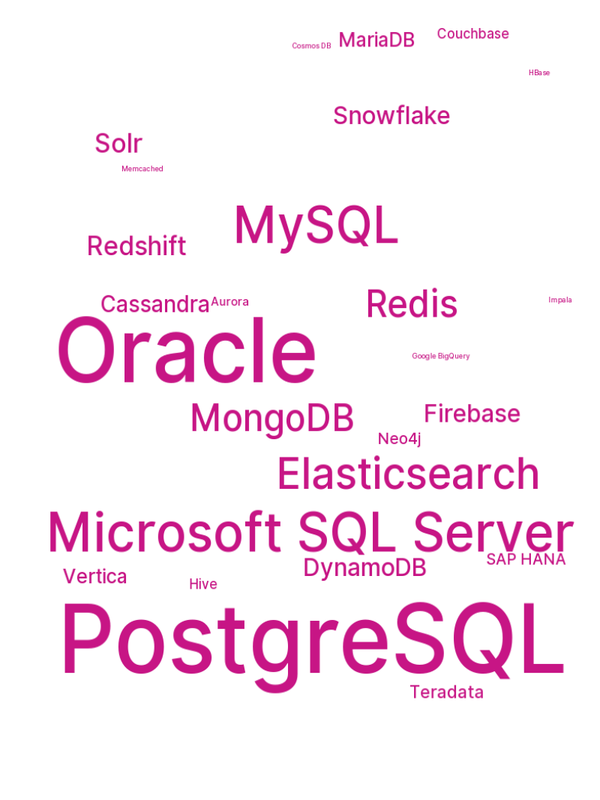 Couchbase
Cosmos DB MariaDB
HBase
Snowflake
Solr
Memcached
MySQL
Redshift
Cassandra Aurora Redis Impala
Oracle
Google BigQuery
MongoDB Firebase
Neo4j
Elasticsearch
Microsoft SQL Server
SAP HANA
DynamoDB
Vertica
Hive
PostgreSQL
Teradata